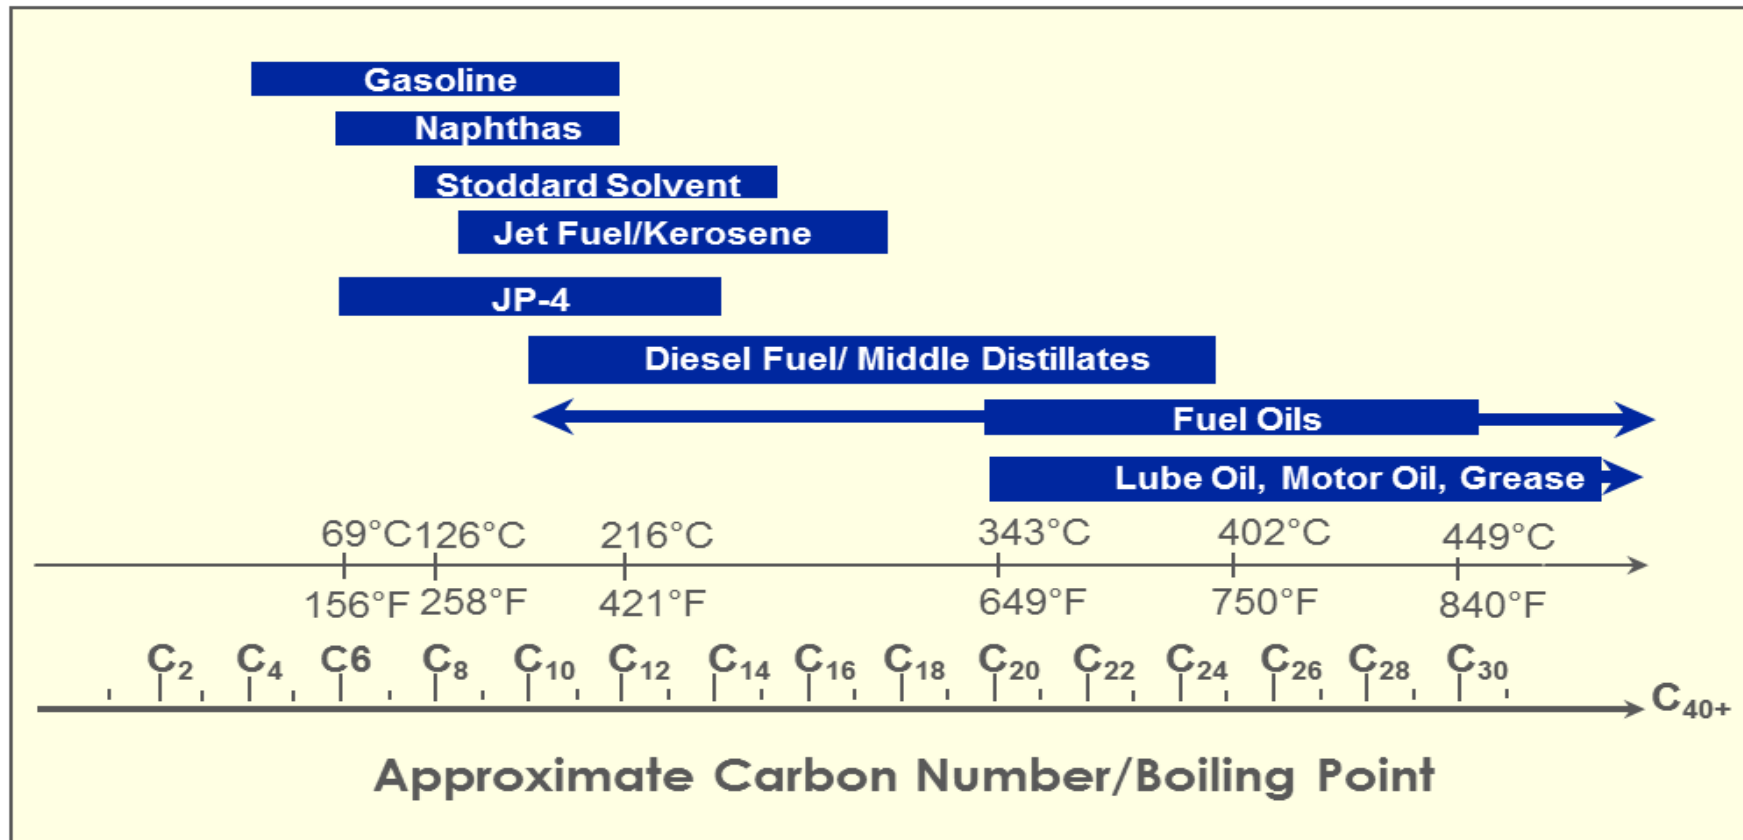 Gasoline
Naphthas
Stoddard Solvent
Jet Fuel/Kerosene
JP-4
Diesel Fuel/ Middle Distillates
Fuel Oils
Lube Oil, Motor Oil, Grease
69°C 126°C 216°C 343°C 402°C 449°C
156°F 258°F 421°F 649°F 750°F 840°F
C₂ C₄ C6 C₈ C₁₀ C₁₂ C₁₄ C₁₆ C₁₈ C₂₀ C₂₂ C₂₄ C₂₆ C₂₈ C₃₀
C₄₀₊
Approximate Carbon Number/Boiling Point